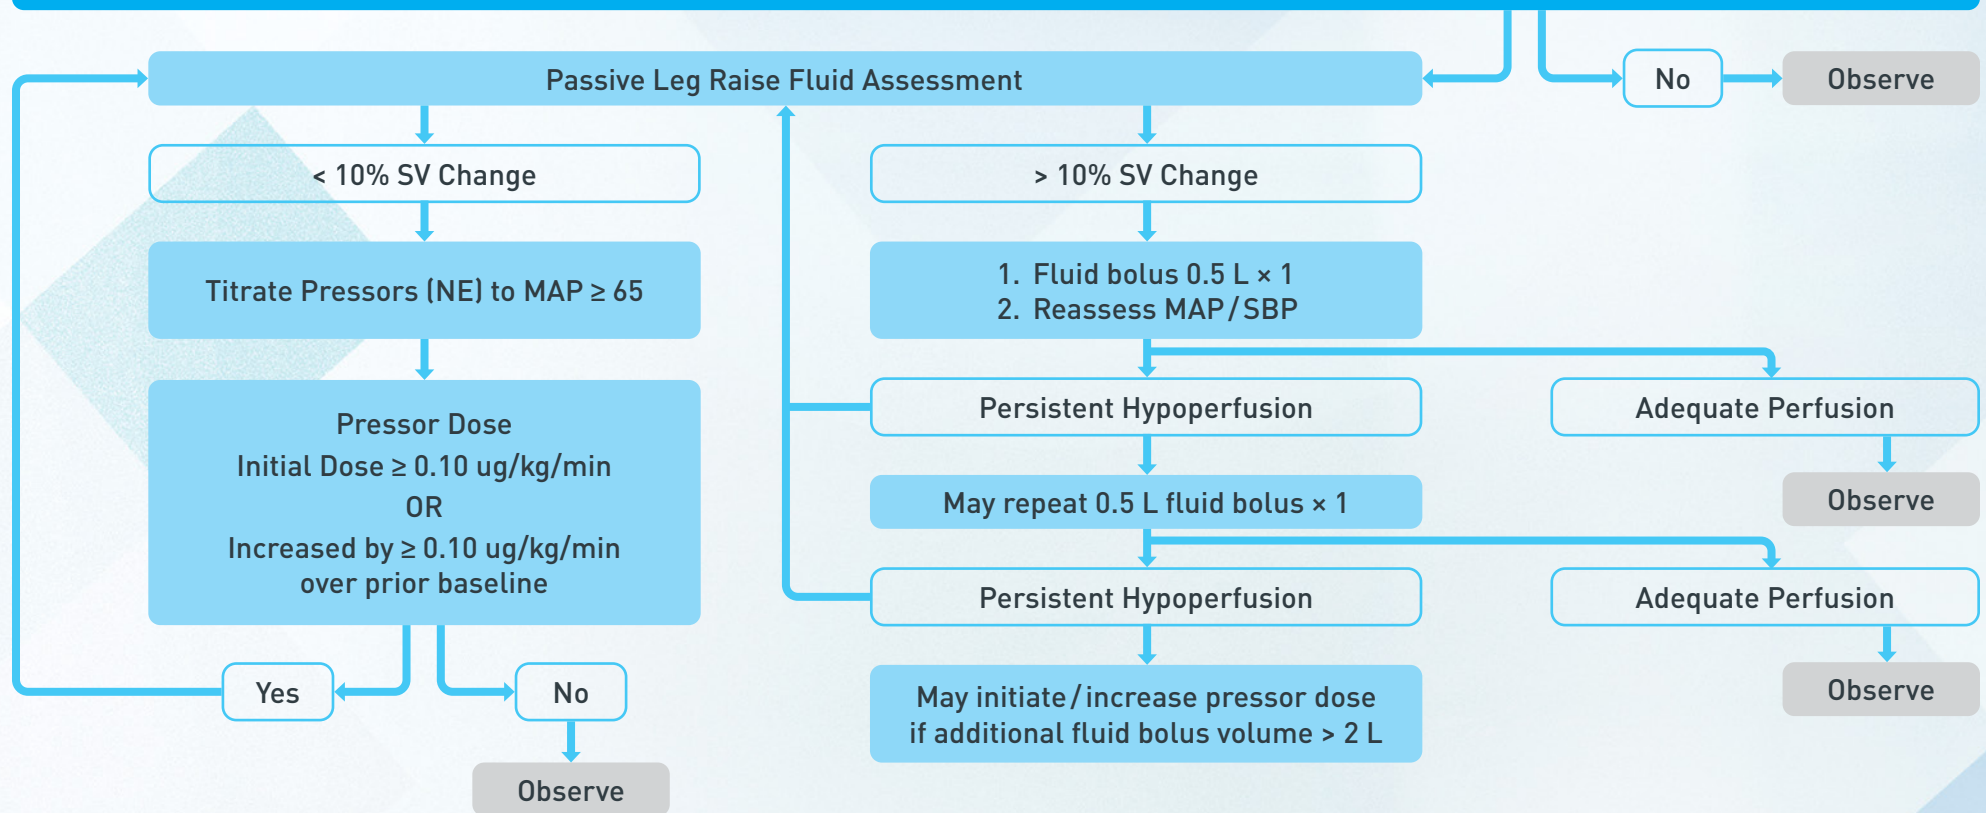 Passive Leg Raise Fluid Assessment
No
Observe
< 10% SV Change
> 10% SV Change
Titrate Pressors (NE) to MAP ≥ 65
1. Fluid bolus 0.5 L × 1
2. Reassess MAP/SBP
Pressor Dose
Initial Dose ≥ 0.10 ug/kg/min
OR
Increased by ≥ 0.10 ug/kg/min
over prior baseline
Persistent Hypoperfusion
Adequate Perfusion
May repeat 0.5 L fluid bolus × 1
Observe
Persistent Hypoperfusion
Adequate Perfusion
Yes
No
May initiate/increase pressor dose
if additional fluid bolus volume > 2 L
Observe
Observe